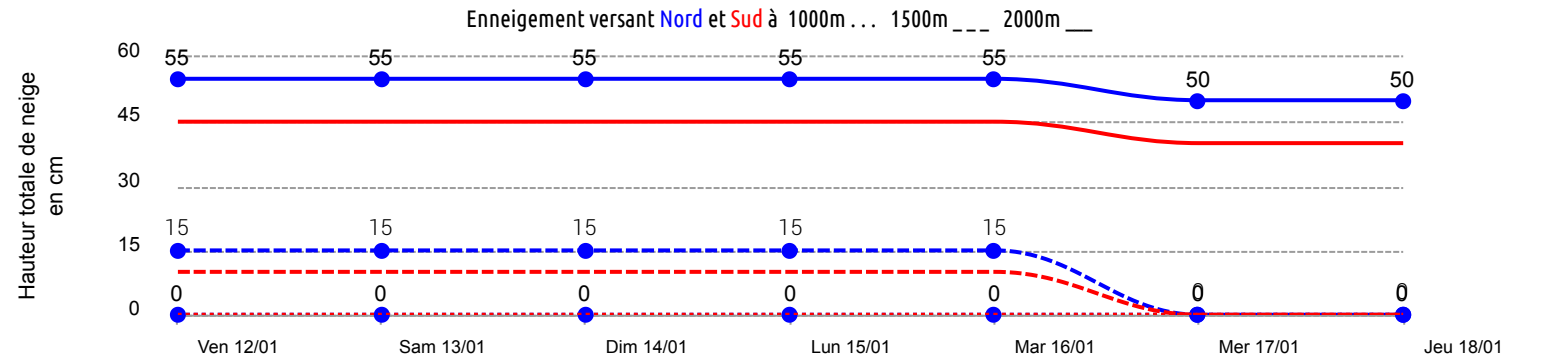 Enneigement versant Nord et Sud à 1000m . . . 1500m _ _ _ 2000m __
Hauteur totale de neige
en cm
60
45
30
15
0
55 55 55 55 55 50 50
15 15 15 15 15
0 0 0 0 0 0 0
Ven 12/01 Sam 13/01 Dim 14/01 Lun 15/01 Mar 16/01 Mer 17/01 Jeu 18/01